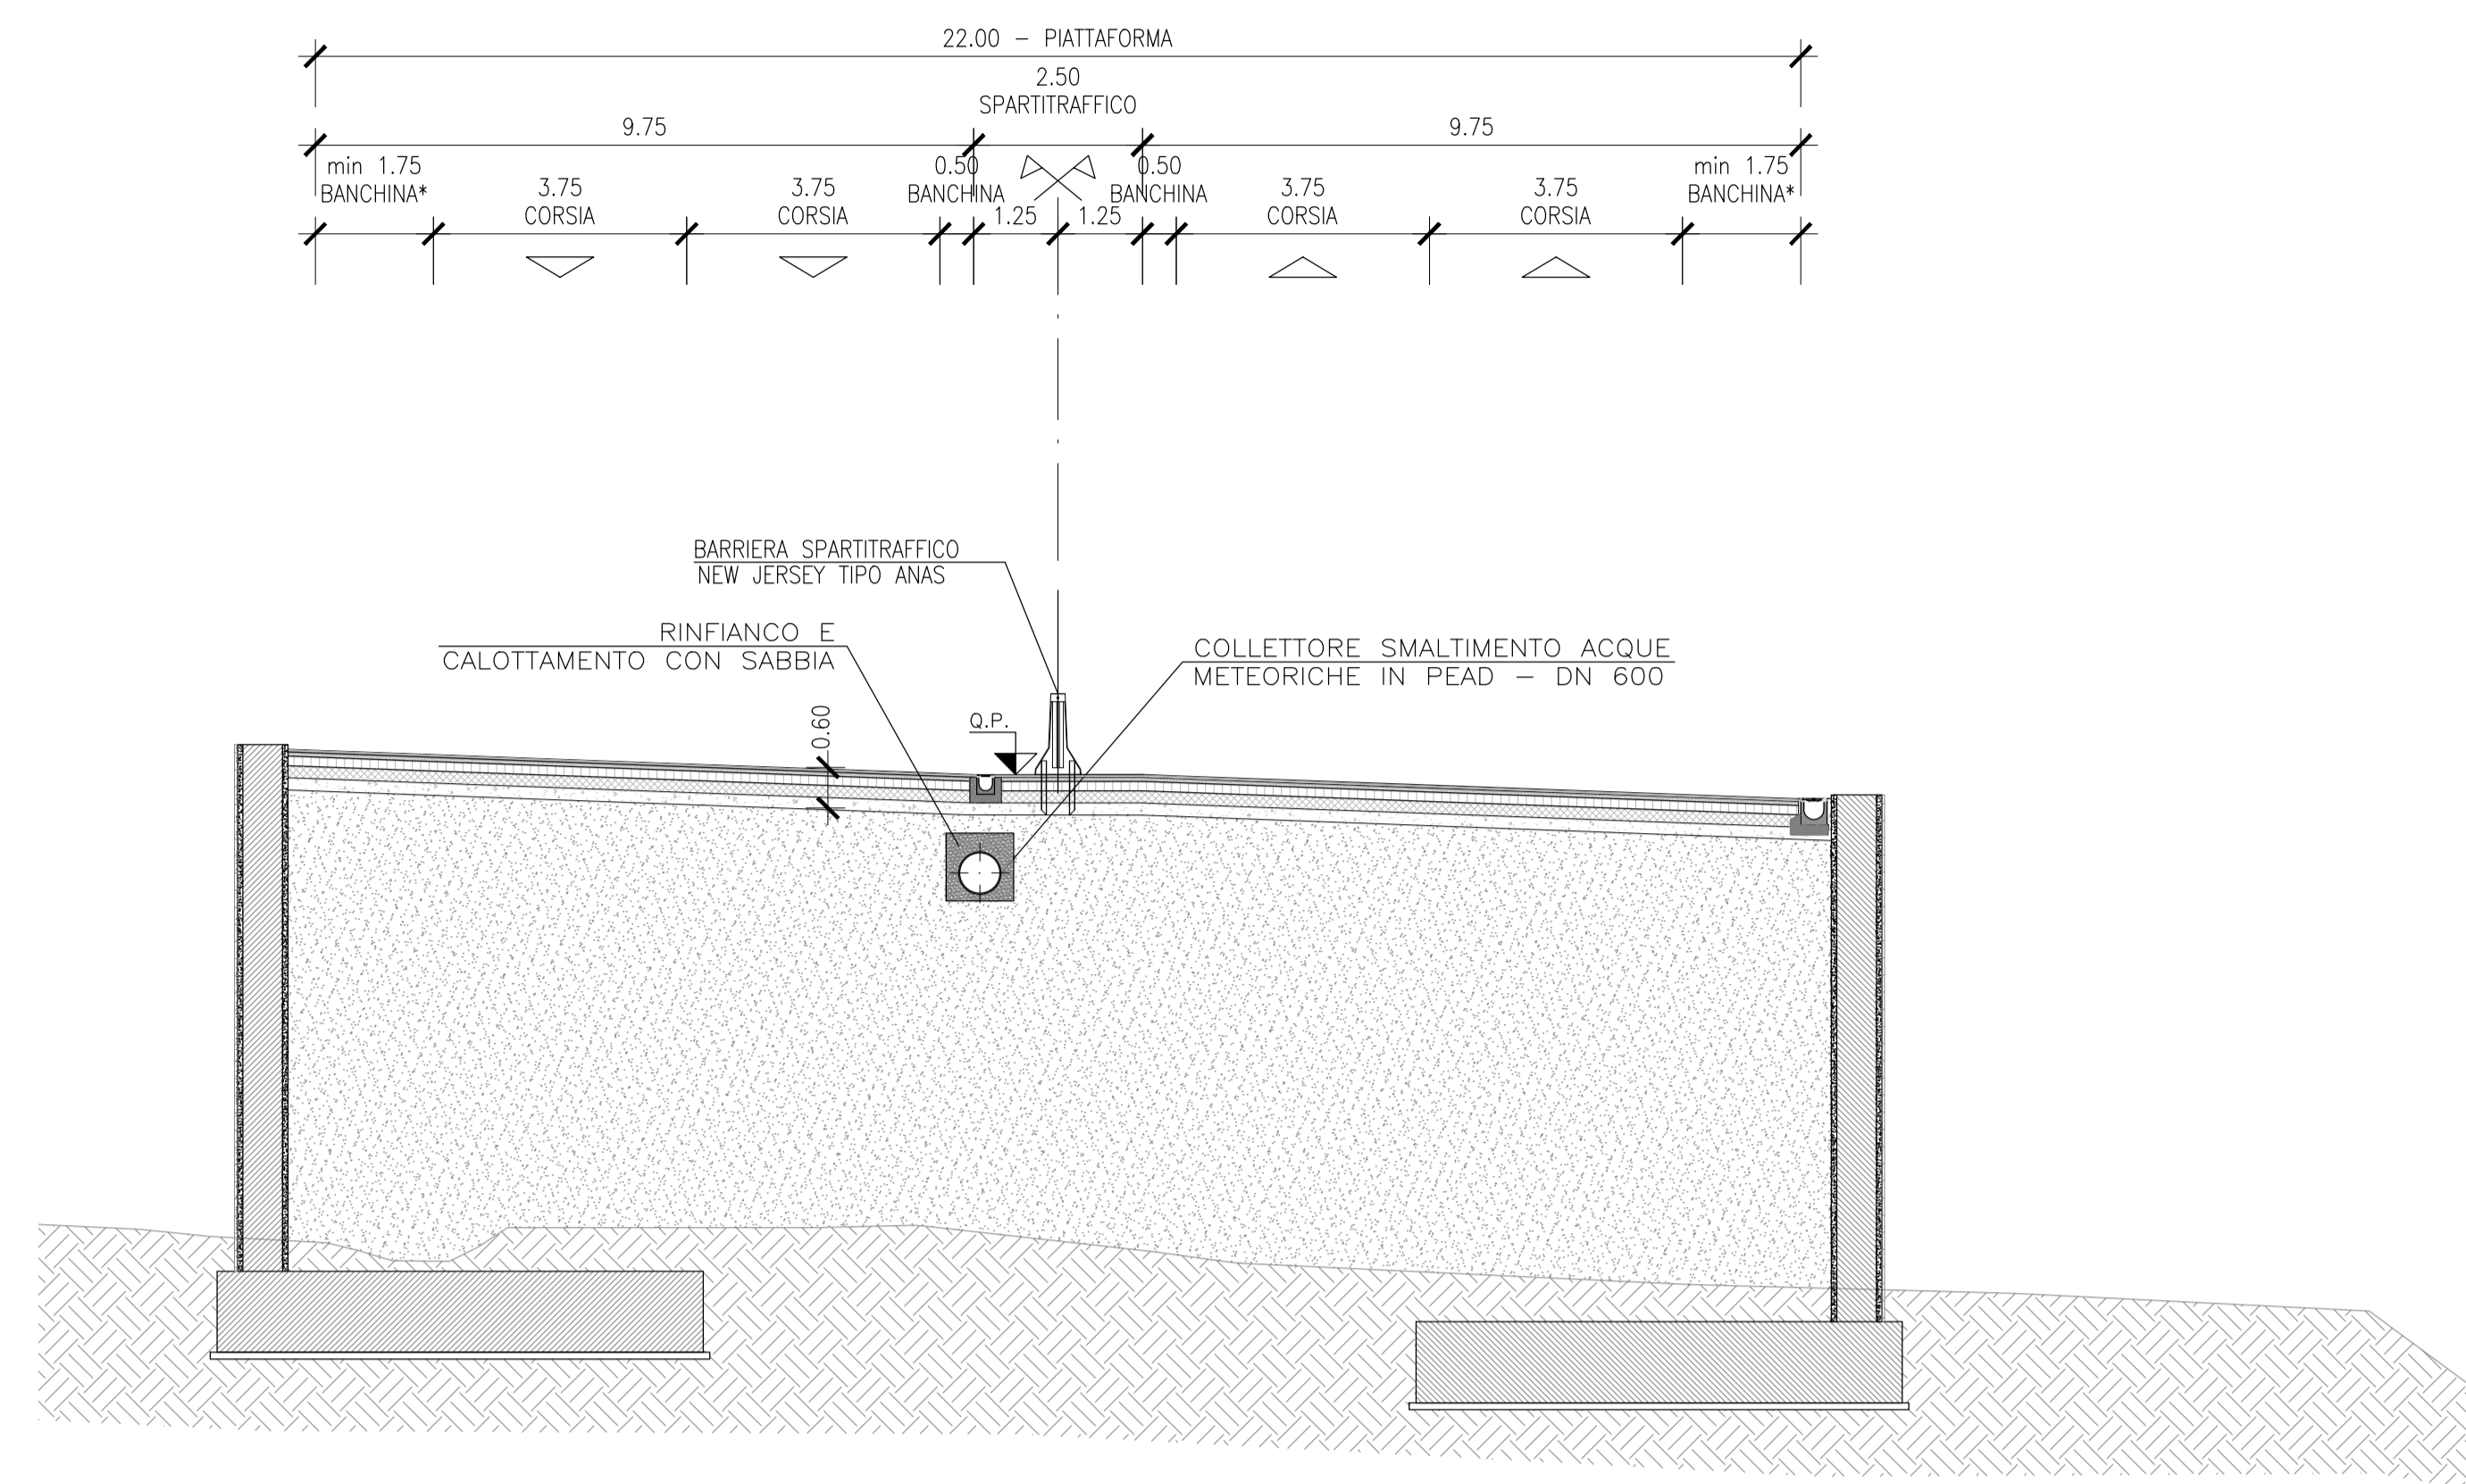 22.00 - PIATTAFORMA
2.50
SPARTITRAFFICO
9.75
9.75
min 1.75
BANCHINA*
3.75
CORSIA
3.75
CORSIA
0.50
BANCHINA
1.25
1.25
0.50
BANCHINA
3.75
CORSIA
3.75
CORSIA
min 1.75
BANCHINA*
BARRIERA SPARTITRAFFICO
NEW JERSEY TIPO ANAS
RINFIANCO E
CALOTTAMENTO CON SABBIA
COLLETTORE SMALTIMENTO ACQUE
METEORICHE IN PEAD - DN 600
0.60
Q.P.